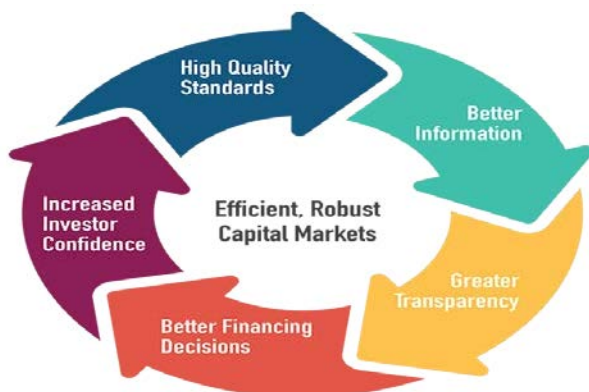 High Quality
Standards
Better
Information
Greater
Transparency
Better Financing
Decisions
Increased
Investor
Confidence
Efficient, Robust
Capital Markets